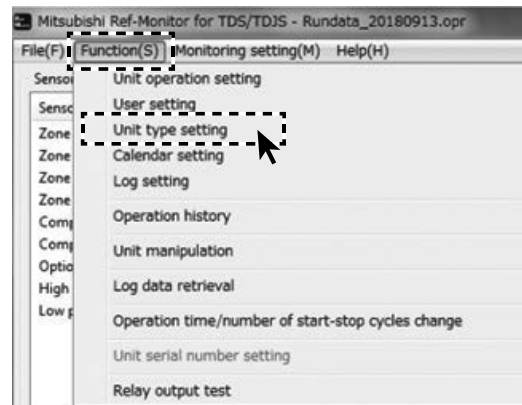 Mitsubishi Ref-Monitor for TDS/TDJS - Rundata_20180913.opr
File(F) Function(S) Monitoring setting(M) Help(H)
Unit operation setting
User setting
Zone Unit type setting
Zone Calendar setting
Zone Log setting
Zone
Operation history
Unit manipulation
High Log data retrieval
Low
Operation time/number of start-stop cycles change
Unit serial number setting
Relay output test